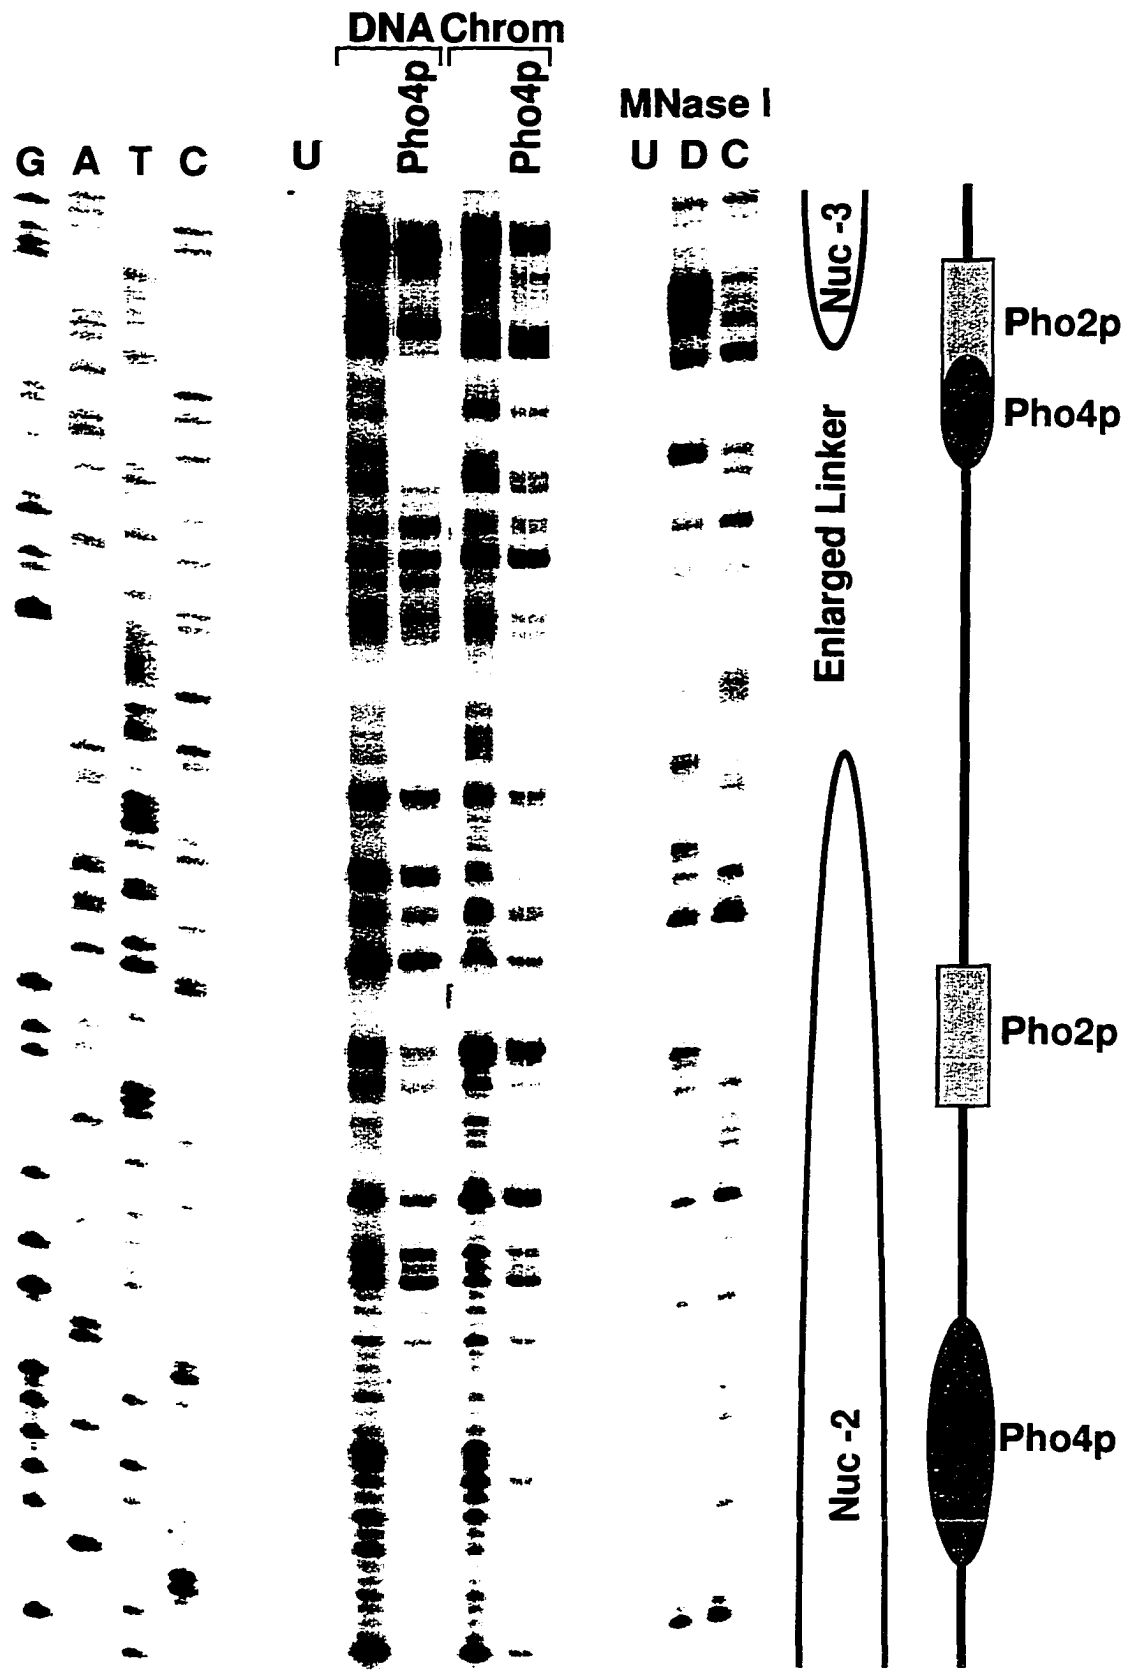 DNA Chrom
Pho4p Pho4p
MNase I
G A T C U U D C
Nuc -3
Pho2p
Pho4p
Enlarged Linker
Pho2p
Nuc -2
Pho4p